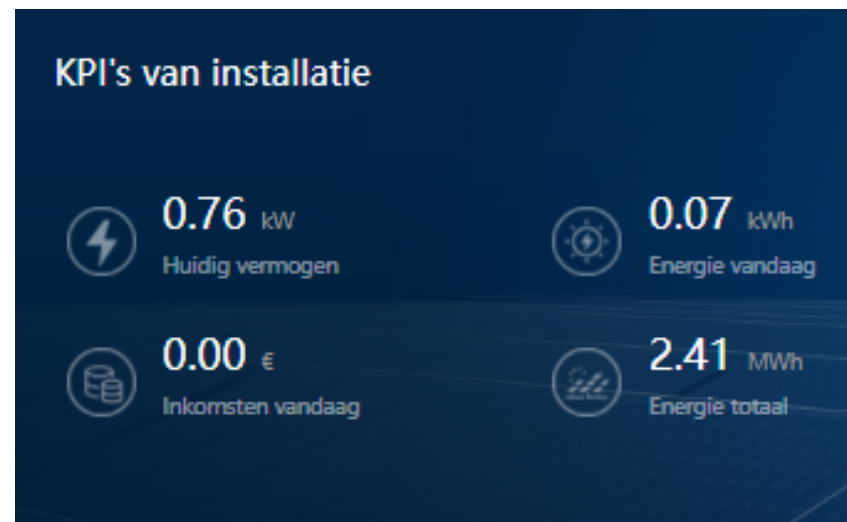 KPI's van installatie
0.76 kW
Huidig vermogen
0.07 kWh
Energie vandaag
0.00 €
Inkomsten vandaag
2.41 MWh
Energie totaal